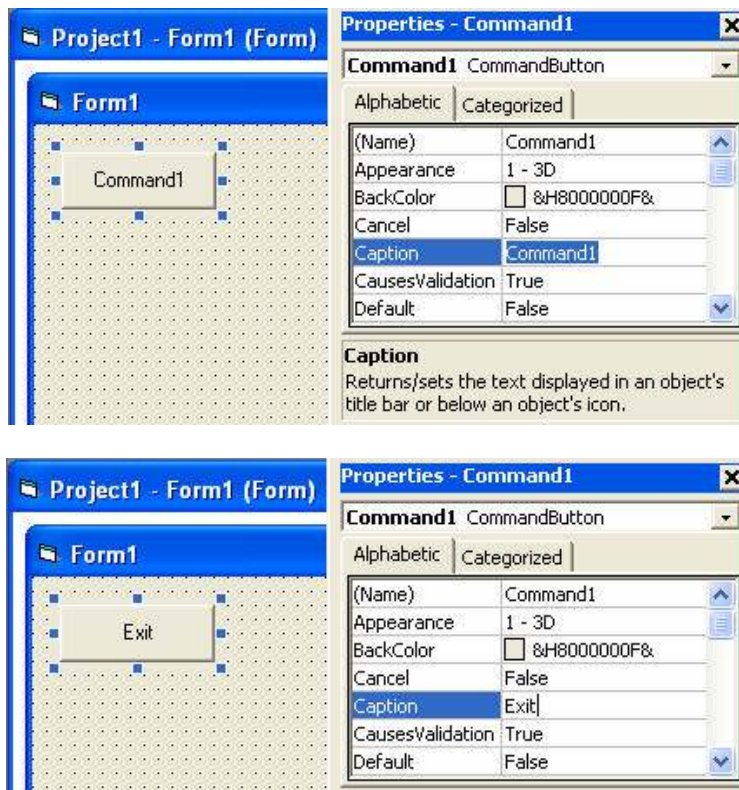 Project1 - Form1 (Form)
Form1
Command1
Properties - Command1
Command1 CommandButton
Alphabetic Categorized
(Name) Command1
Appearance 1 - 3D
BackColor &H8000000F&
Cancel False
Caption Command1
CausesValidation True
Default False
Caption
Returns/sets the text displayed in an object's
title bar or below an object's icon.
Project1 - Form1 (Form)
Form1
Exit
Properties - Command1
Command1 CommandButton
Alphabetic Categorized
(Name) Command1
Appearance 1 - 3D
BackColor &H8000000F&
Cancel False
Caption Exit
CausesValidation True
Default False